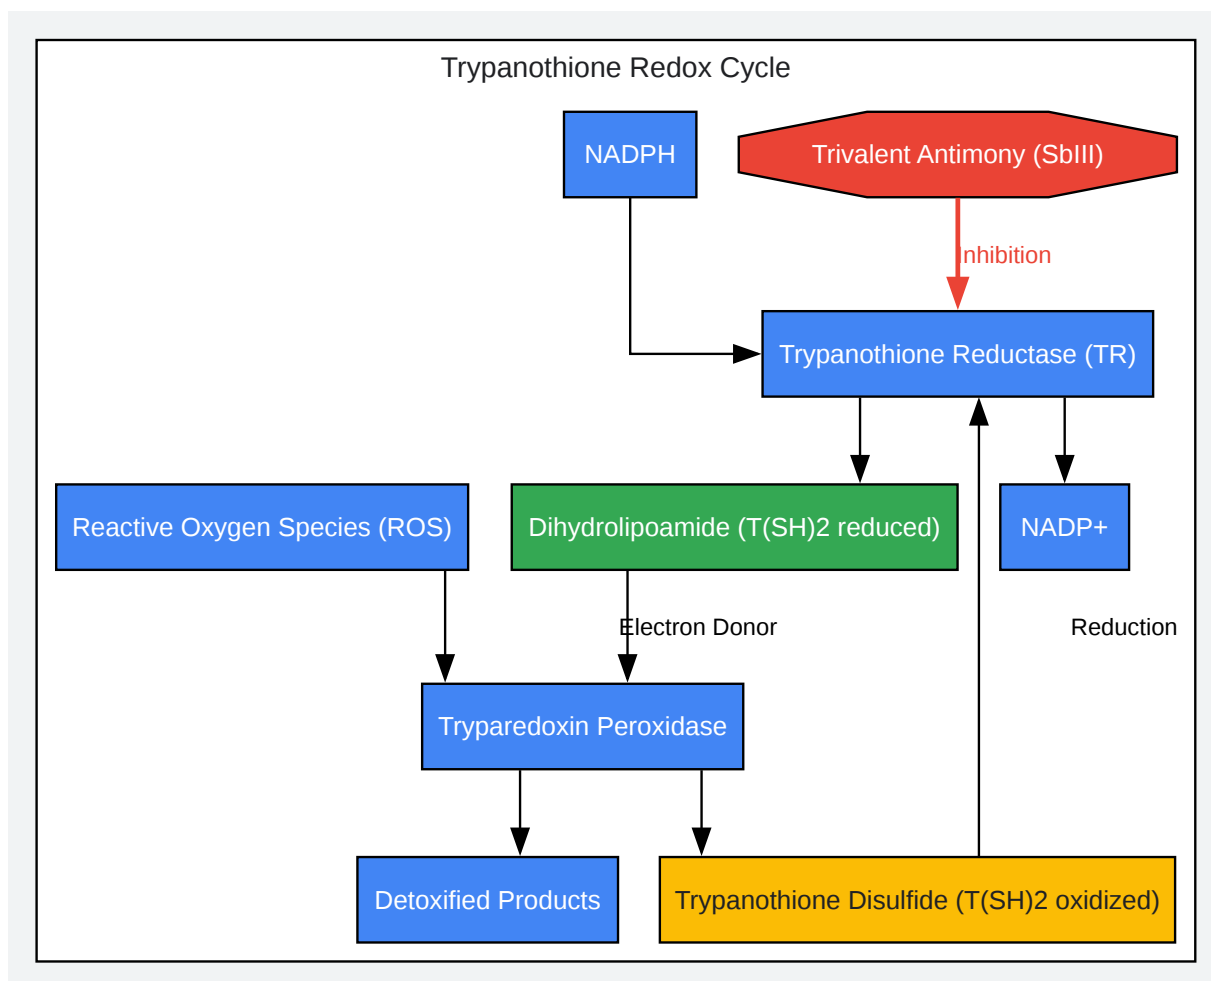 Trypanothione Redox Cycle
NADPH
Trivalent Antimony (SbIII)
Inhibition
Trypanothione Reductase (TR)
Reactive Oxygen Species (ROS)
Dihydrolipoamide (T(SH)2 reduced)
NADP+
Electron Donor
Reduction
Tryparedoxin Peroxidase
Detoxified Products
Trypanothione Disulfide (T(SH)2 oxidized)